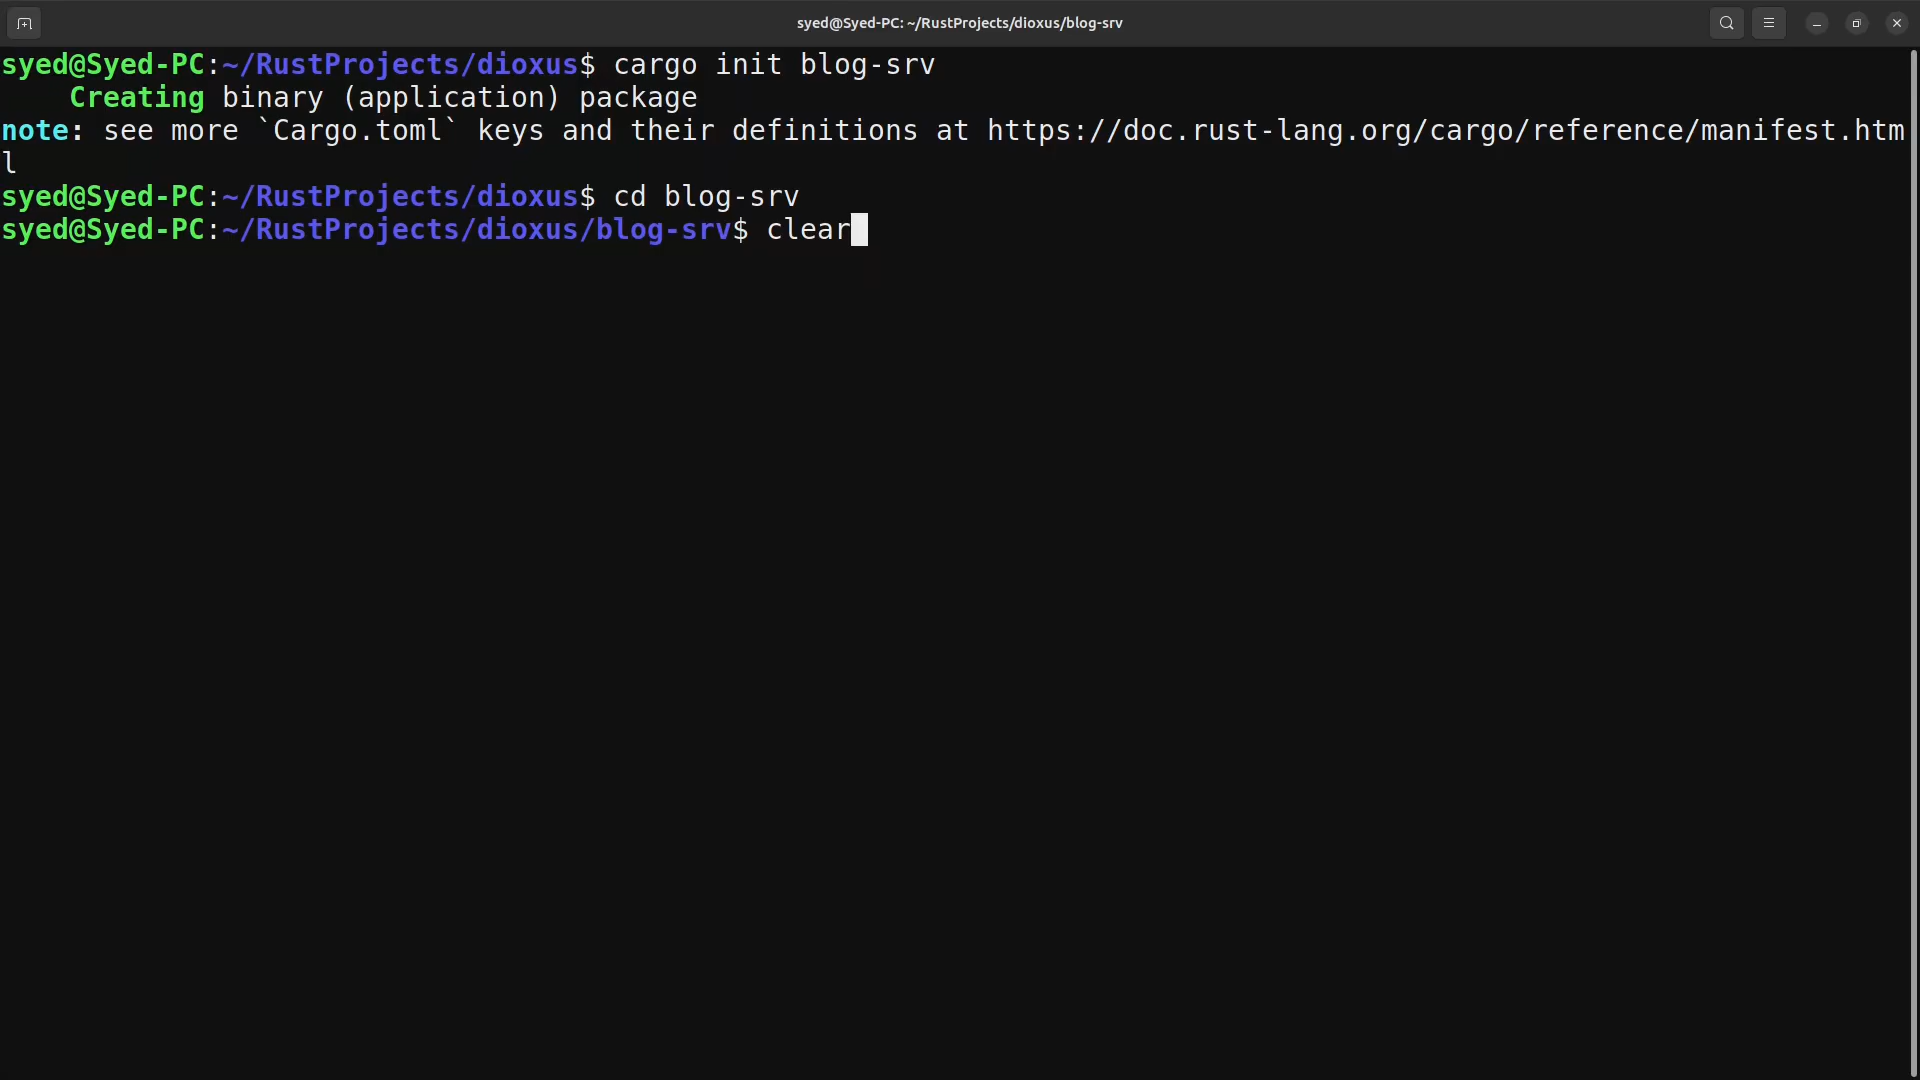 syed@Syed-PC: ~/RustProjects/dioxus/blog-srv
syed@Syed-PC:~/RustProjects/dioxus$ cargo init blog-srv
    Creating binary (application) package
note: see more `Cargo.toml` keys and their definitions at https://doc.rust-lang.org/cargo/reference/manifest.htm
l
syed@Syed-PC:~/RustProjects/dioxus$ cd blog-srv
syed@Syed-PC:~/RustProjects/dioxus/blog-srv$ clear